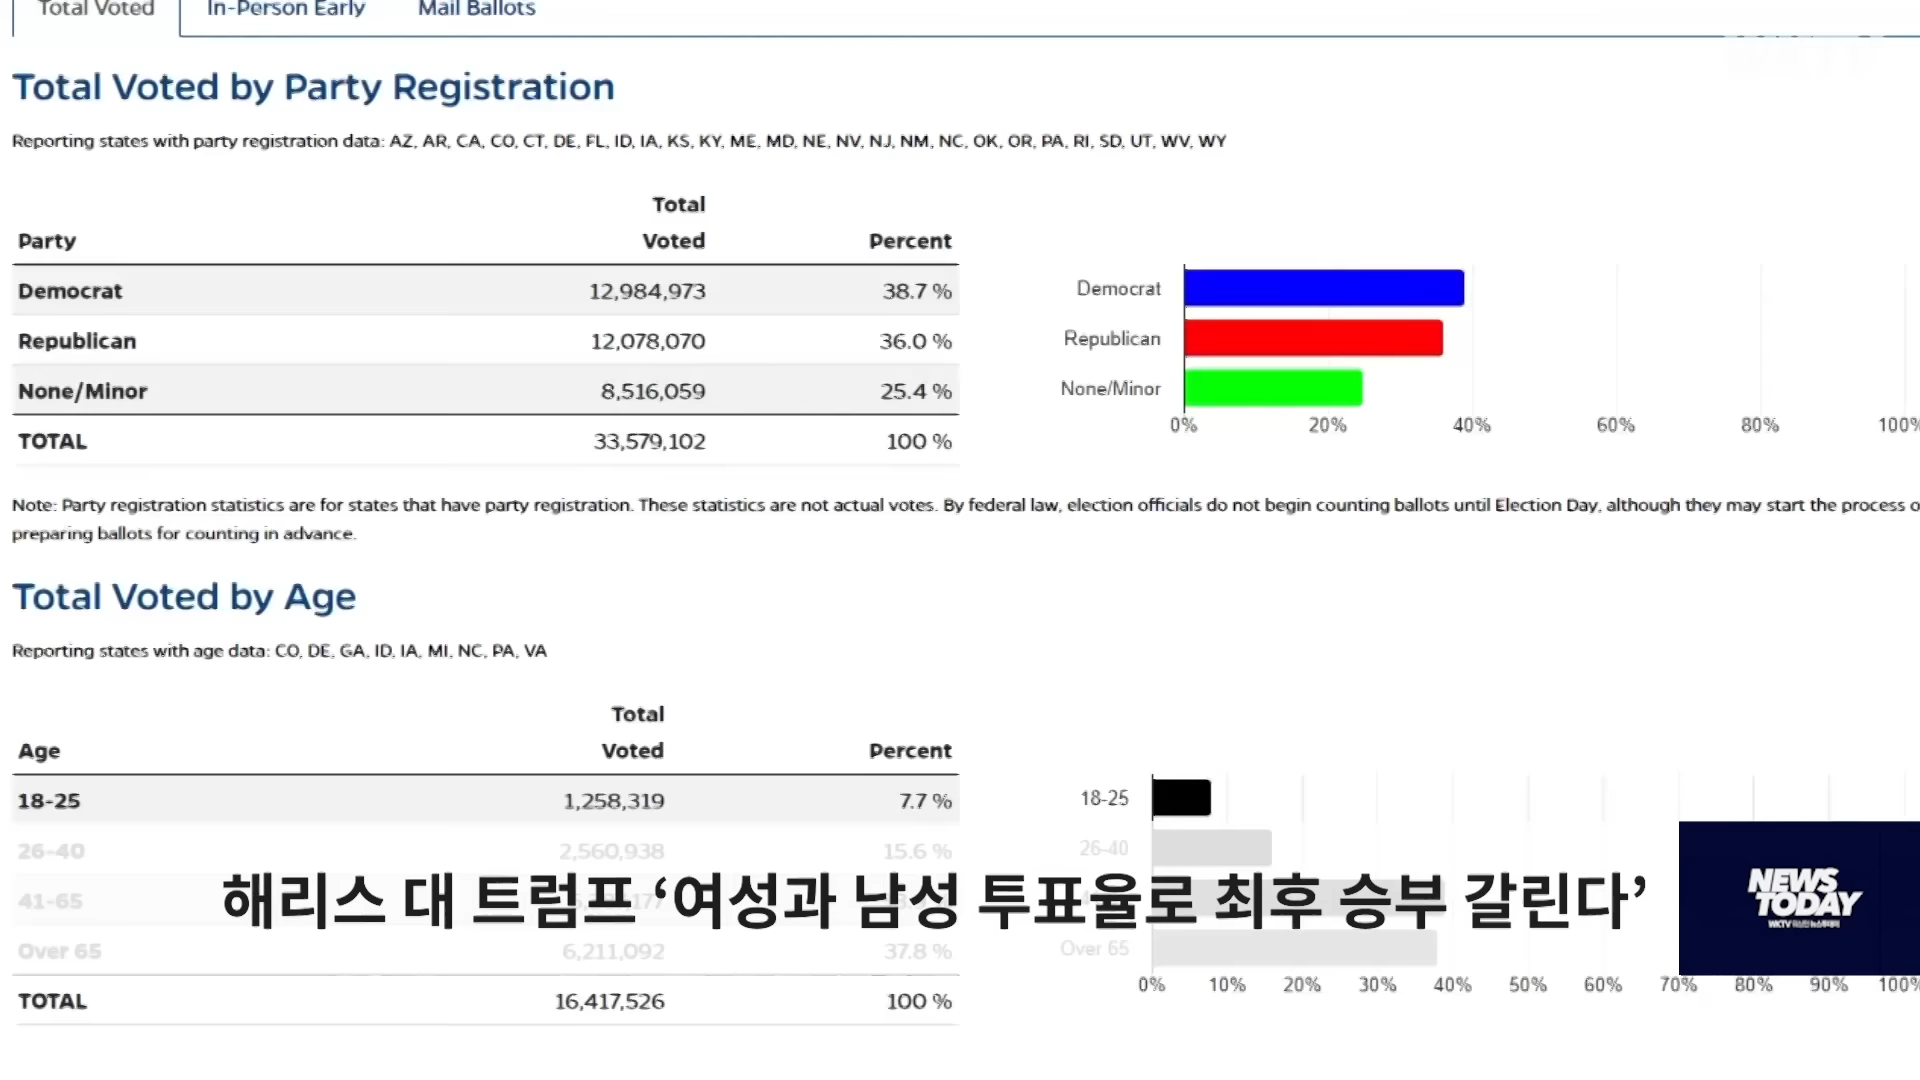 Total Voted In-Person Early Mail Ballots
Total Voted by Party Registration
Reporting states with party registration data: AZ, AR, CA, CO, CT, DE, FL, ID, IA, KS, KY, ME, MD, NE, NV, NJ, NM, NC, OK, OR, PA, RI, SD, UT, WV, WY
Total
Party Voted Percent
Democrat 12,984,973 38.7 %
Republican 12,078,070 36.0 %
None/Minor 8,516,059 25.4 %
TOTAL 33,579,102 100 %
Democrat
Republican
None/Minor
0% 20% 40% 60% 80% 100%
Note: Party registration statistics are for states that have party registration. These statistics are not actual votes. By federal law, election officials do not begin counting ballots until Election Day, although they may start the process o
preparing ballots for counting in advance.
Total Voted by Age
Reporting states with age data: CO, DE, GA, ID, IA, MI, NC, PA, VA
Total
Age Voted Percent
18-25 1,258,319 7.7 %
26-40 2,560,938 15.6 %
41-65
Over 65 6,211,092 37.8 %
TOTAL 16,417,526 100 %
18-25
26-40
Over 65
0% 10% 20% 30% 40% 50% 60% 70% 80% 90% 100%
해리스 대 트럼프 ‘여성과 남성 투표율로 최후 승부 갈린다’
NEWS
TODAY
WKTV